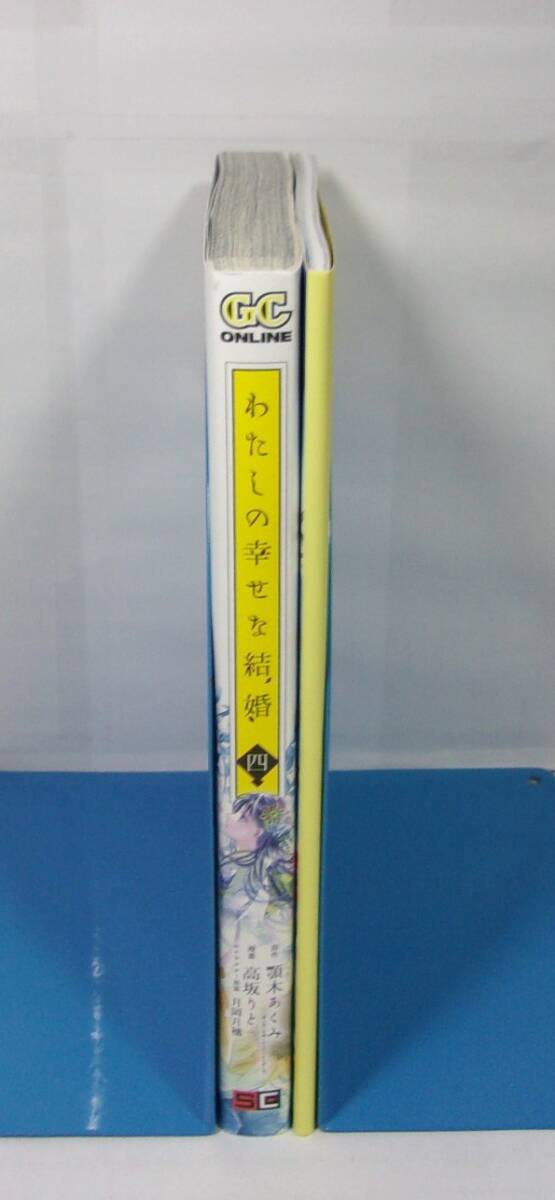 GC
ONLINE
わたしの幸せな結婚
四
原作 顎木あくみ
漫画 高坂りと
キャラクター原案 月岡月穂
SE